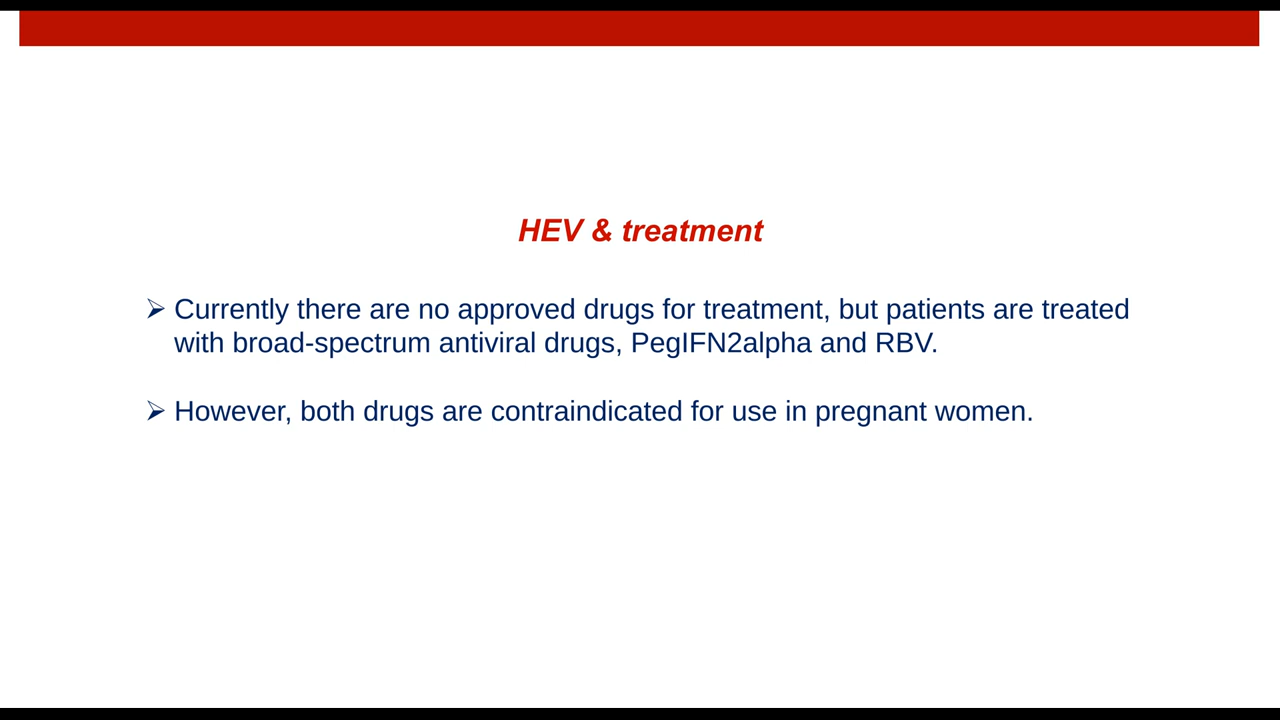 HEV & treatment
➢ Currently there are no approved drugs for treatment, but patients are treated
with broad-spectrum antiviral drugs, PegIFN2alpha and RBV.
➢ However, both drugs are contraindicated for use in pregnant women.